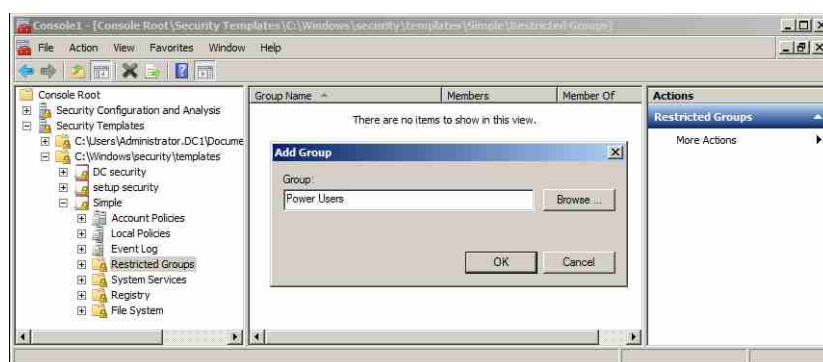 Console1 - [Console Root\Security Templates\C:\Windows\security\templates\Simple\Restricted Groups]
File Action View Favorites Window Help
Console Root
Security Configuration and Analysis
Security Templates
C:\Users\Administrator.DC1\Docume
C:\Windows\security\templates
DC security
setup security
Simple
Account Policies
Local Policies
Event Log
Restricted Groups
System Services
Registry
File System
Group Name Members Member Of
There are no items to show in this view.
Add Group
Group:
Power Users
Browse ...
OK Cancel
Actions
Restricted Groups
More Actions